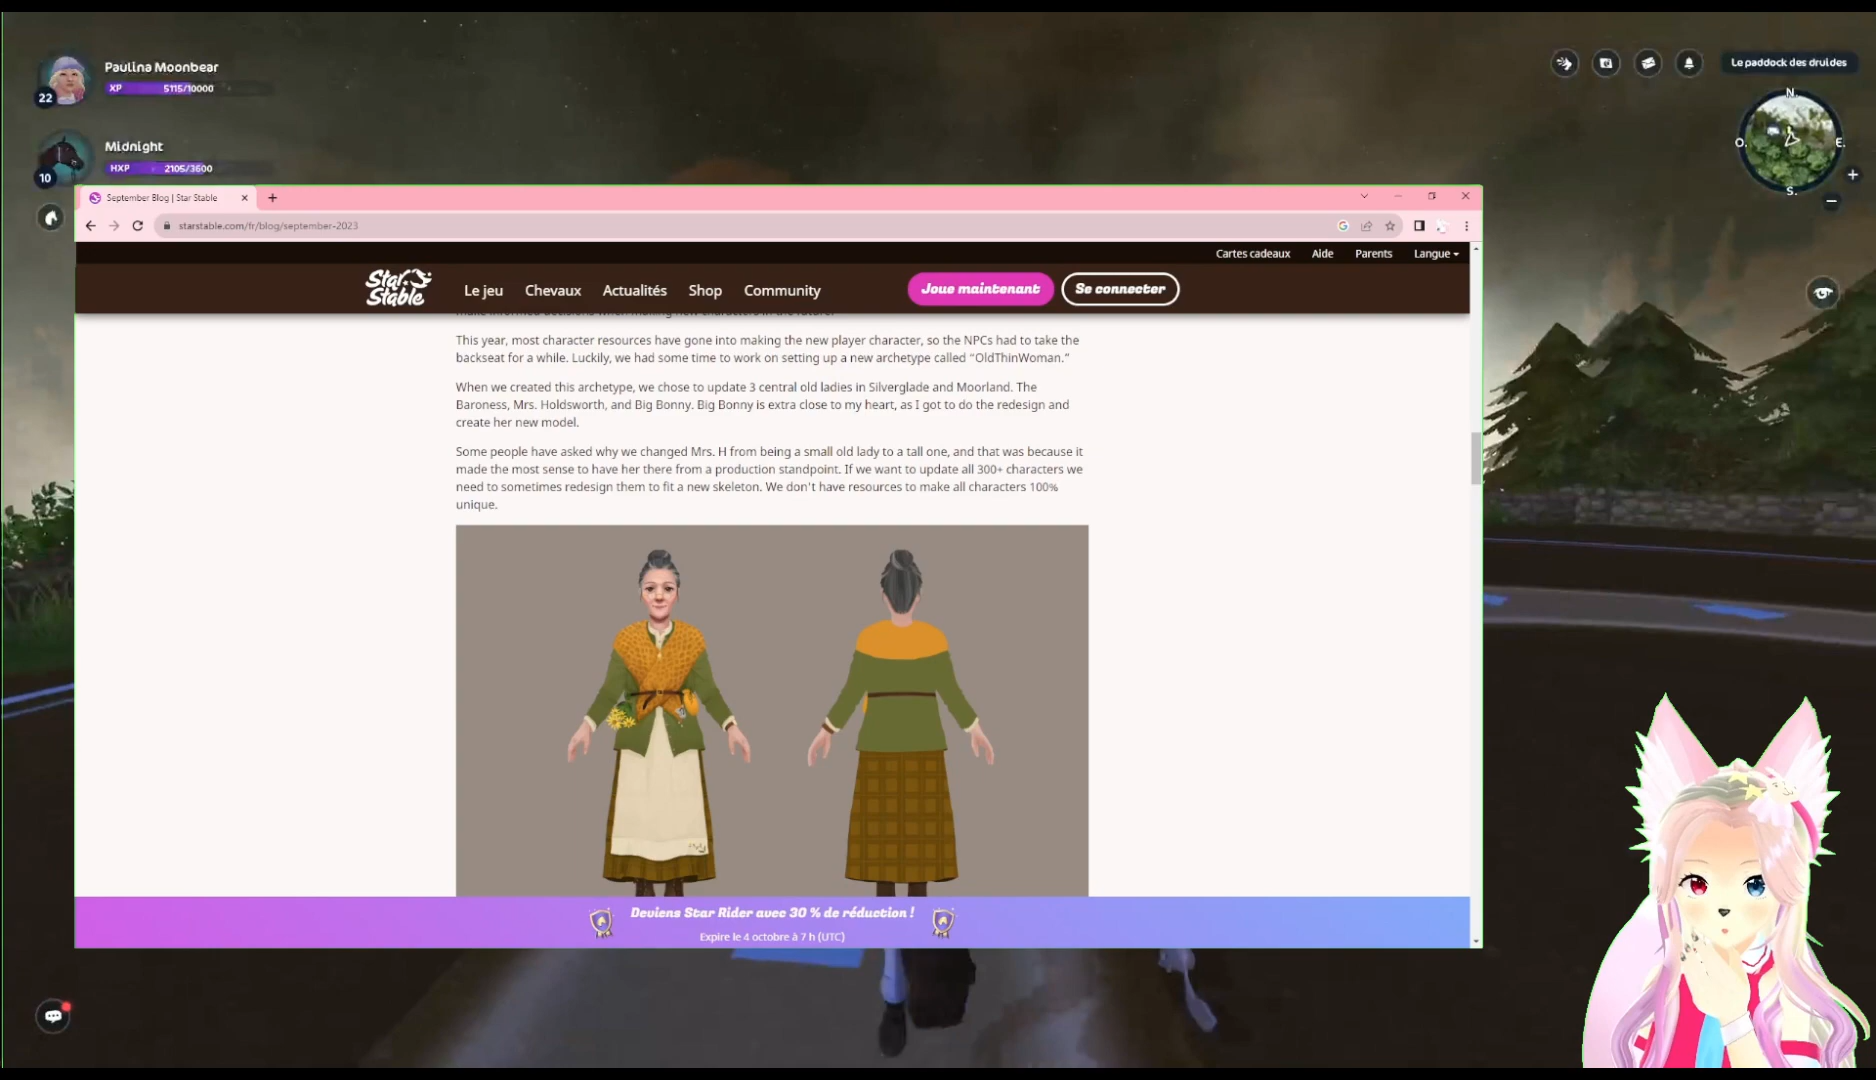 Paulina Moonbear
XP 5115/10000
22
Midnight
HXP 2105/3600
10
Le paddock des druides
N.
O.
E.
S.
September Blog | Star Stable
starstable.com/fr/blog/september-2023
Cartes cadeaux Aide Parents Langue
Star Stable
Le jeu Chevaux Actualités Shop Community Joue maintenant Se connecter
make informed decisions when making new characters in the future.
This year, most character resources have gone into making the new player character, so the NPCs had to take the
backseat for a while. Luckily, we had some time to work on setting up a new archetype called “OldThinWoman.”
When we created this archetype, we chose to update 3 central old ladies in Silverglade and Moorland. The
Baroness, Mrs. Holdsworth, and Big Bonny. Big Bonny is extra close to my heart, as I got to do the redesign and
create her new model.
Some people have asked why we changed Mrs. H from being a small old lady to a tall one, and that was because it
made the most sense to have her there from a production standpoint. If we want to update all 300+ characters we
need to sometimes redesign them to fit a new skeleton. We don't have resources to make all characters 100%
unique.
Deviens Star Rider avec 30 % de réduction !
Expire le 4 octobre à 7 h (UTC)